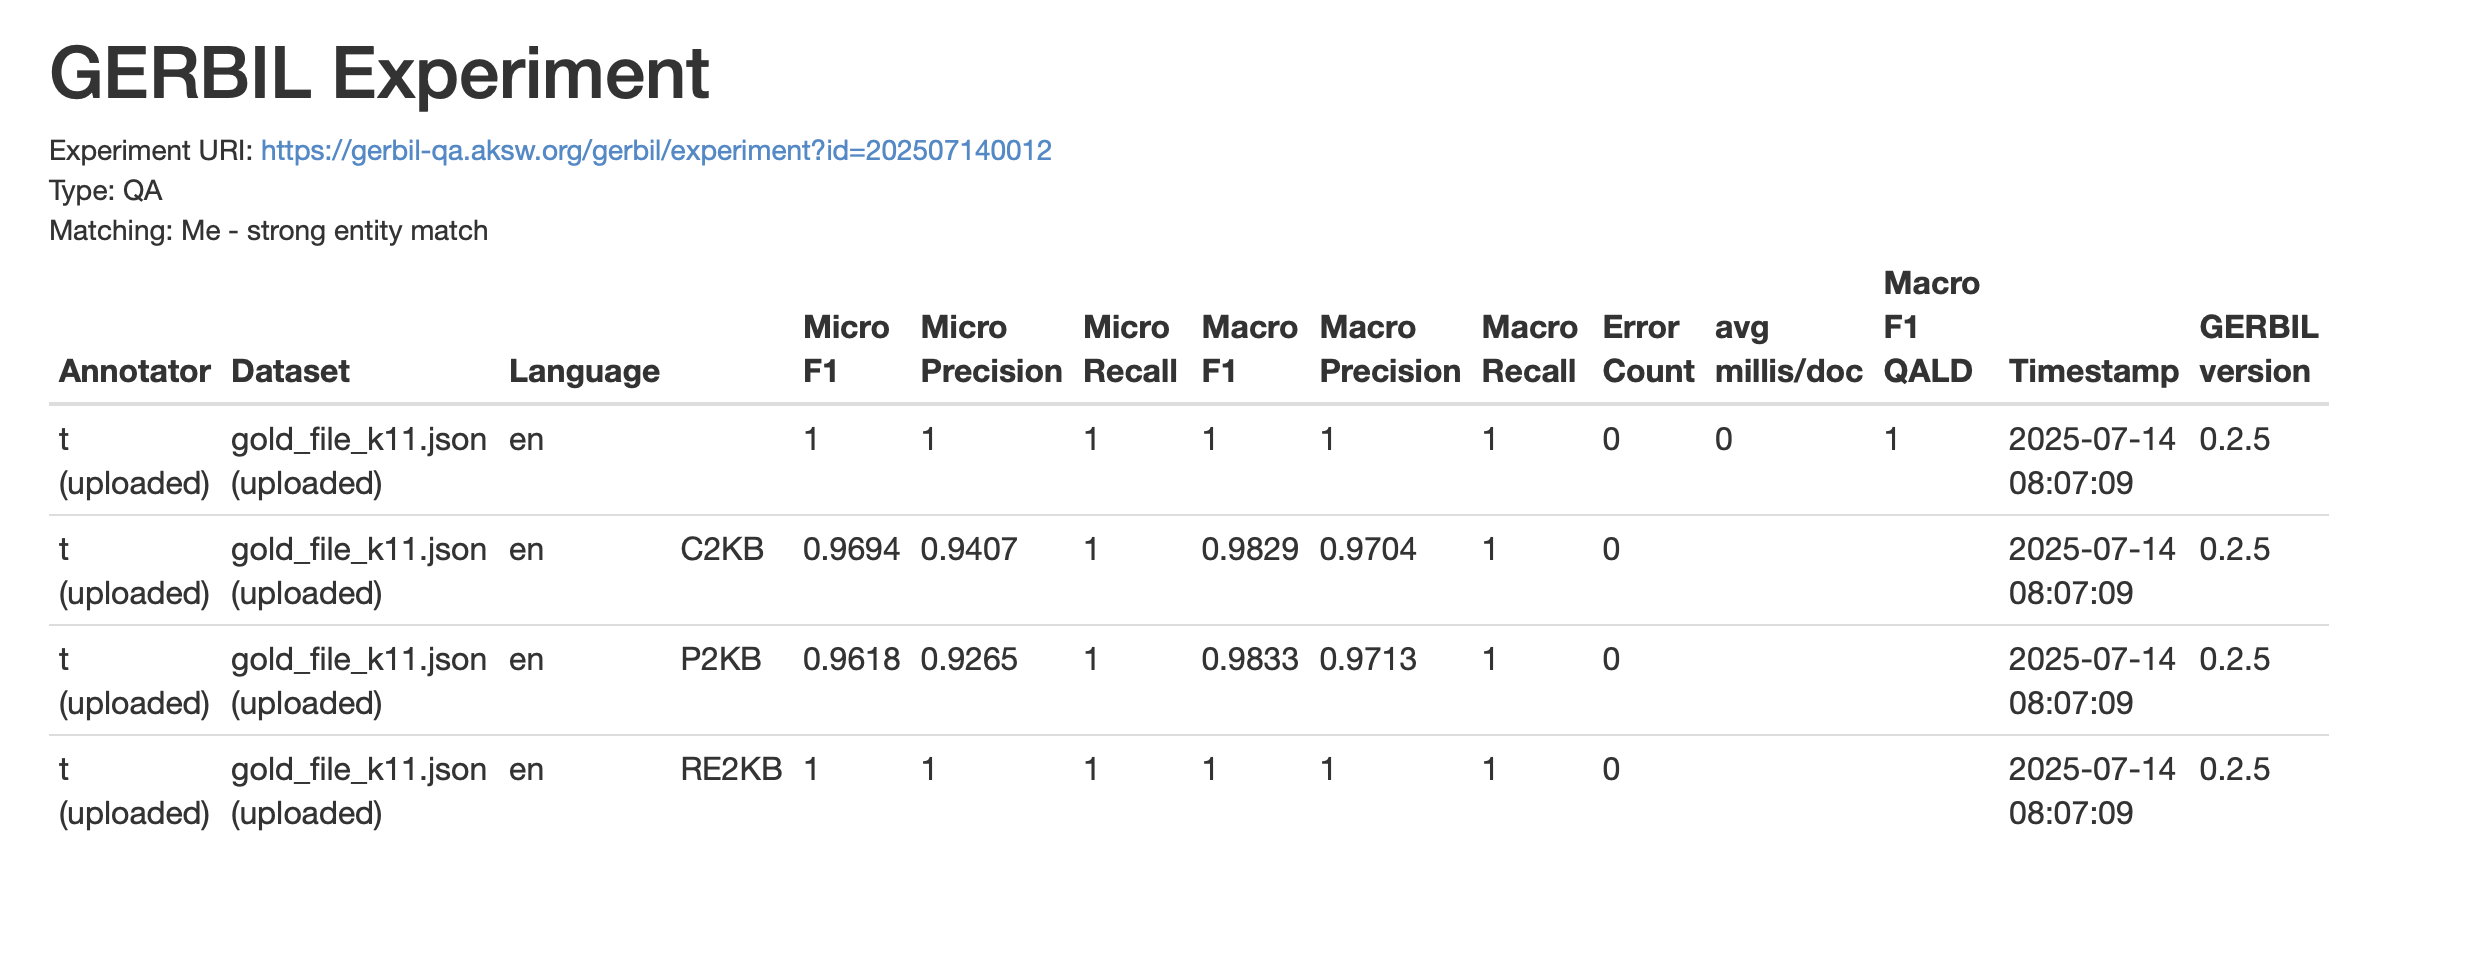 GERBIL Experiment
Experiment URI: https://gerbil-qa.aksw.org/gerbil/experiment?id=202507140012
Type: QA
Matching: Me - strong entity match
Annotator Dataset Language Micro F1 Micro Precision Micro Recall Macro F1 Macro Precision Macro Recall Error Count avg millis/doc Macro F1 QALD Timestamp GERBIL version
t gold_file_k11.json en 1 1 1 1 1 1 0 0 1 2025-07-14 0.2.5
(uploaded) (uploaded) 08:07:09
t gold_file_k11.json en C2KB 0.9694 0.9407 1 0.9829 0.9704 1 0 2025-07-14 0.2.5
(uploaded) (uploaded) 08:07:09
t gold_file_k11.json en P2KB 0.9618 0.9265 1 0.9833 0.9713 1 0 2025-07-14 0.2.5
(uploaded) (uploaded) 08:07:09
t gold_file_k11.json en RE2KB 1 1 1 1 1 1 0 2025-07-14 0.2.5
(uploaded) (uploaded) 08:07:09